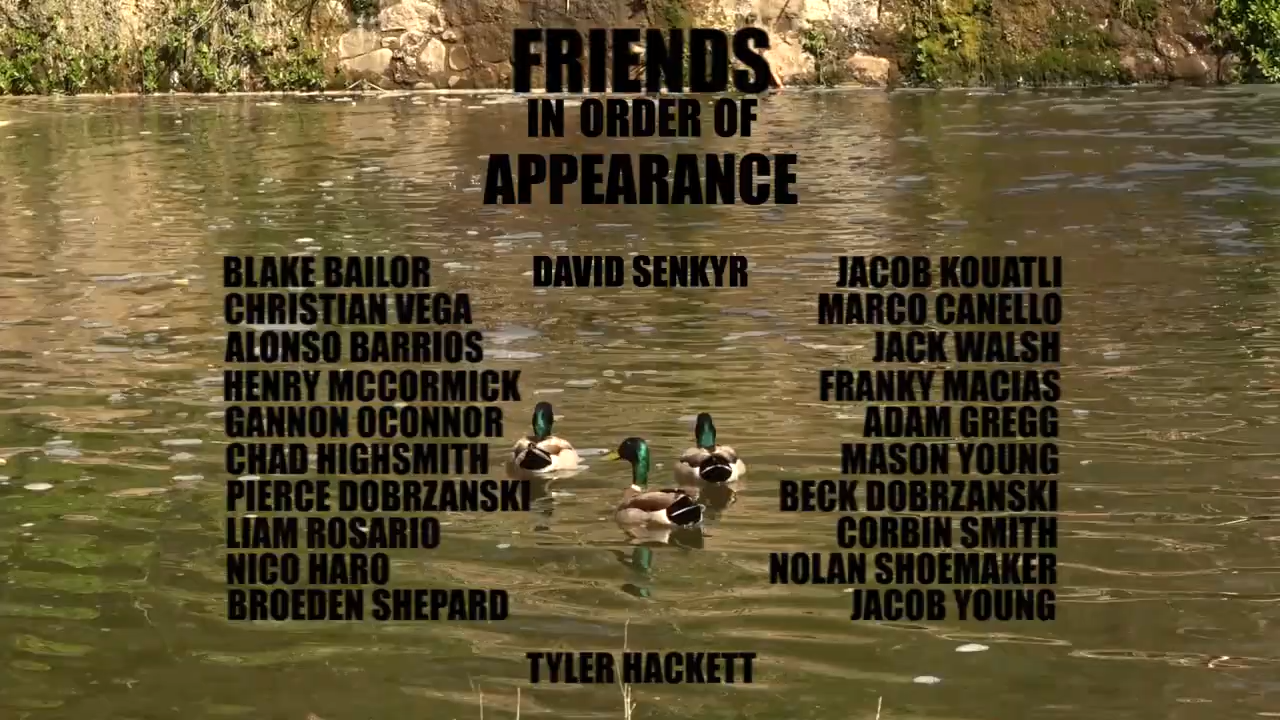 FRIENDS
IN ORDER OF
APPEARANCE
BLAKE BAILOR
CHRISTIAN VEGA
ALONSO BARRIOS
HENRY MCCORMICK
GANNON OCONNOR
CHAD HIGHSMITH
PIERCE DOBRZANSKI
LIAM ROSARIO
NICO HARO
BROEDEN SHEPARD
DAVID SENKYR
JACOB KOUATLI
MARCO CANELLO
JACK WALSH
FRANKY MACIAS
ADAM GREGG
MASON YOUNG
BECK DOBRZANSKI
CORBIN SMITH
NOLAN SHOEMAKER
JACOB YOUNG
TYLER HACKETT